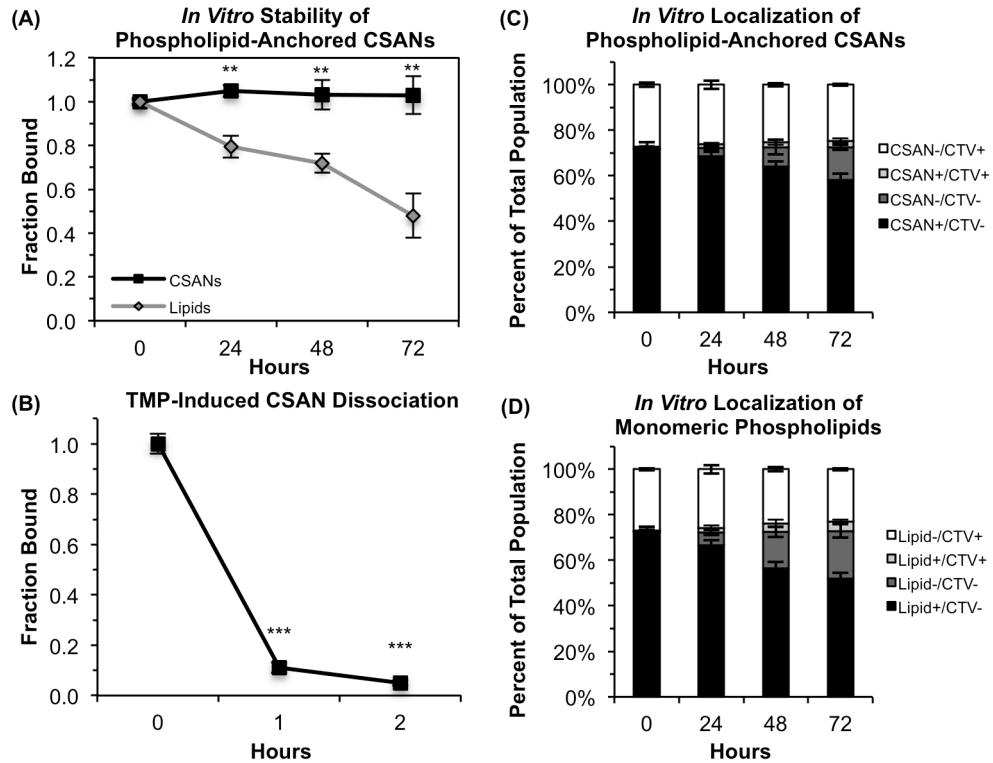 (A)
In Vitro Stability of
Phospholipid-Anchored CSANs
Fraction Bound
1.2
1.0
0.8
0.6
0.4
0.2
0.0
** ** **
CSANs
Lipids
0 24 48 72
Hours
(B)
TMP-Induced CSAN Dissociation
Fraction Bound
1.0
0.8
0.6
0.4
0.2
0.0
*** ***
0 1 2
Hours
(C)
In Vitro Localization of
Phospholipid-Anchored CSANs
Percent of Total Population
100%
80%
60%
40%
20%
0%
0 24 48 72
Hours
CSAN-/CTV+
CSAN+/CTV+
CSAN-/CTV-
CSAN+/CTV-
(D)
In Vitro Localization of
Monomeric Phospholipids
Percent of Total Population
100%
80%
60%
40%
20%
0%
0 24 48 72
Hours
Lipid-/CTV+
Lipid+/CTV+
Lipid-/CTV-
Lipid+/CTV-